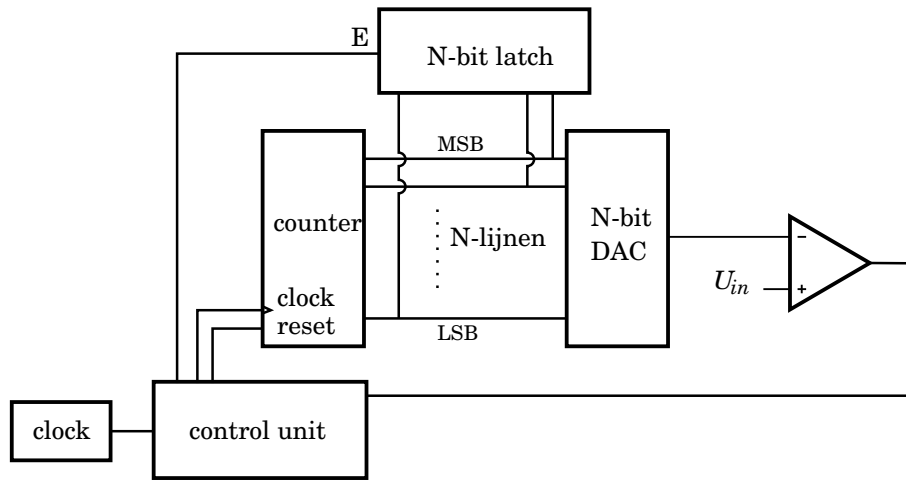 E
N-bit latch
MSB
counter
N-lijnen
N-bit
DAC
−
U_in
+
clock
reset
LSB
clock
control unit